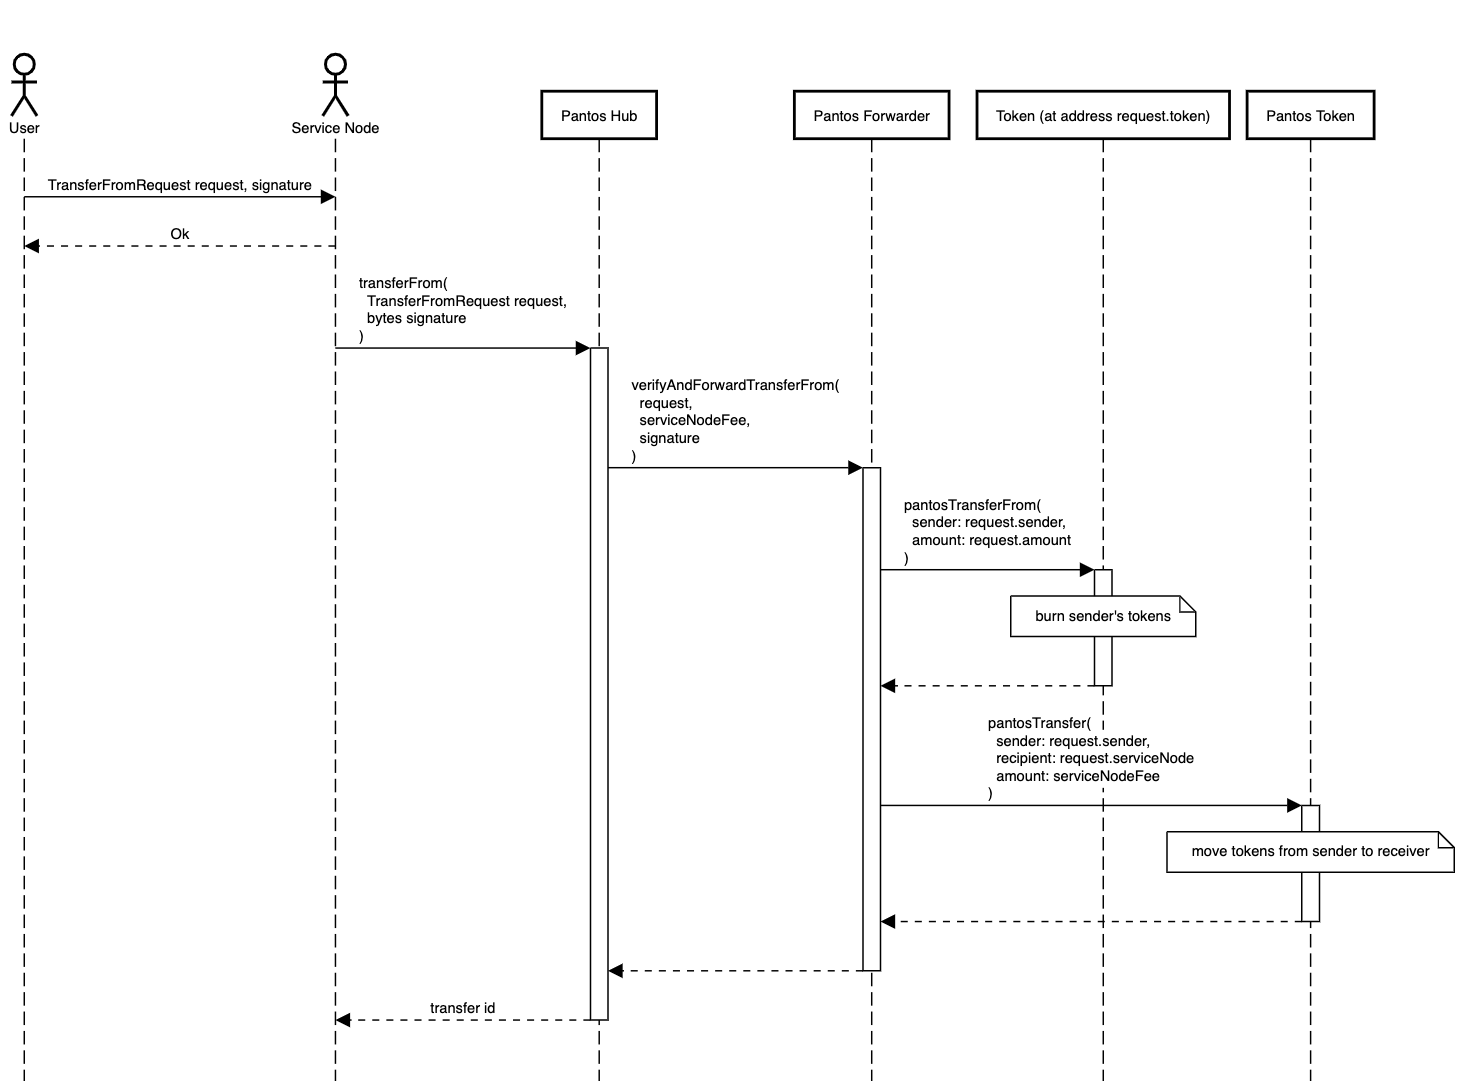 User
Service Node
Pantos Hub
Pantos Forwarder
Token (at address request.token)
Pantos Token
TransferFromRequest request, signature
Ok
transferFrom(
TransferFromRequest request,
bytes signature
)
verifyAndForwardTransferFrom(
request,
serviceNodeFee,
signature
)
pantosTransferFrom(
sender: request.sender,
amount: request.amount
)
burn sender's tokens
pantosTransfer(
sender: request.sender,
recipient: request.serviceNode
amount: serviceNodeFee
)
move tokens from sender to receiver
transfer id